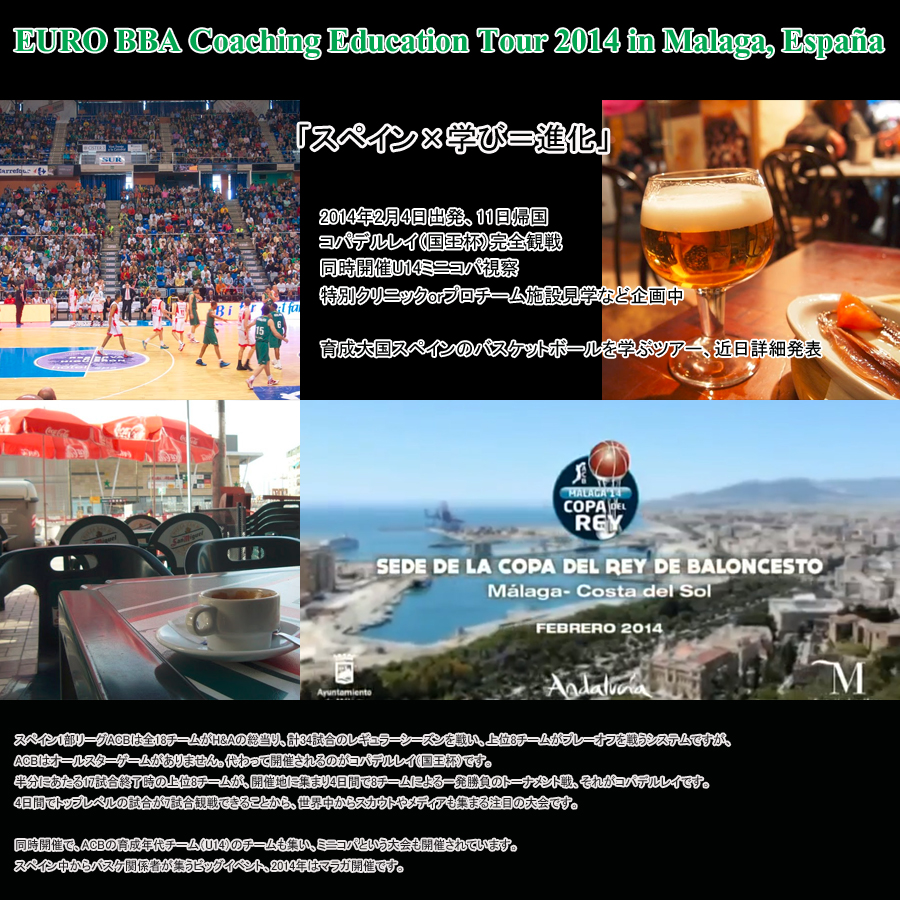 EURO BBA Coaching Education Tour 2014 in Malaga, España
「スペイン×学び＝進化」
2014年2月4日出発、11日帰国
コパデルレイ（国王杯）完全観戦
同時開催U14ミニコパ視察
特別クリニックorプロチーム施設見学など企画中
育成大国スペインのバスケットボールを学ぶツアー、近日詳細発表
SUR
15
6
MALAGA 14
COPA DEL
REY
SEDE DE LA COPA DEL REY DE BALONCESTO
Málaga- Costa del Sol
FEBRERO 2014
Ayuntamiento
Andalucía
M
スペイン1部リーグACBは全18チームがH&Aの総当り、計34試合のレギュラーシーズンを戦い、上位8チームがプレーオフを戦うシステムですが、
ACBはオールスターゲームがありません。代わって開催されるのがコパデルレイ（国王杯）です。
半分にあたる17試合終了時の上位8チームが、開催地に集まり4日間で8チームによる一発勝負のトーナメント戦、それがコパデルレイです。
4日間でトップレベルの試合が7試合観戦できることから、世界中からスカウトやメディアも集まる注目の大会です。
同時開催で、ACBの育成年代チーム（U14）のチームも集い、ミニコパという大会も開催されています。
スペイン中からバスケ関係者が集うビッグイベント、2014年はマラガ開催です。